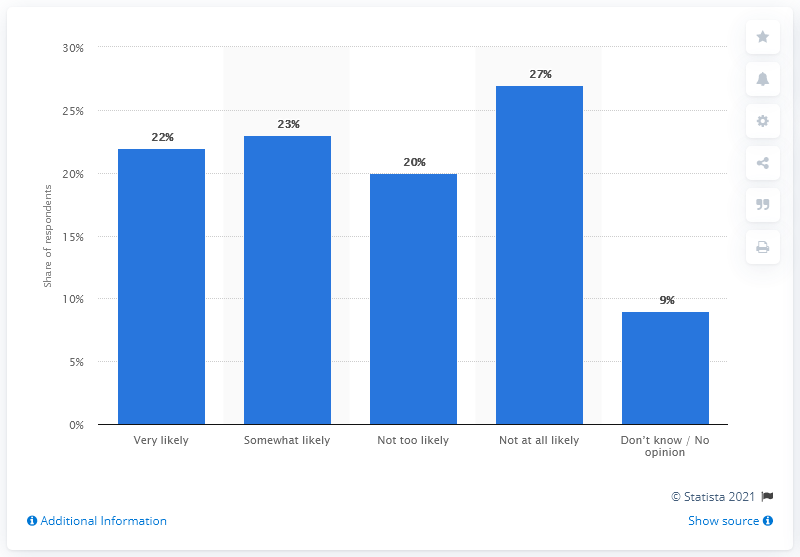 30%
27%
25%
23%
22%
20%
20%
Share of respondents
15%
10%
9%
5%
0%
Very likely
Somewhat likely
Not too likely
Not at all likely
Don't know / No
opinion
© Statista 2021
Additional Information
Show source